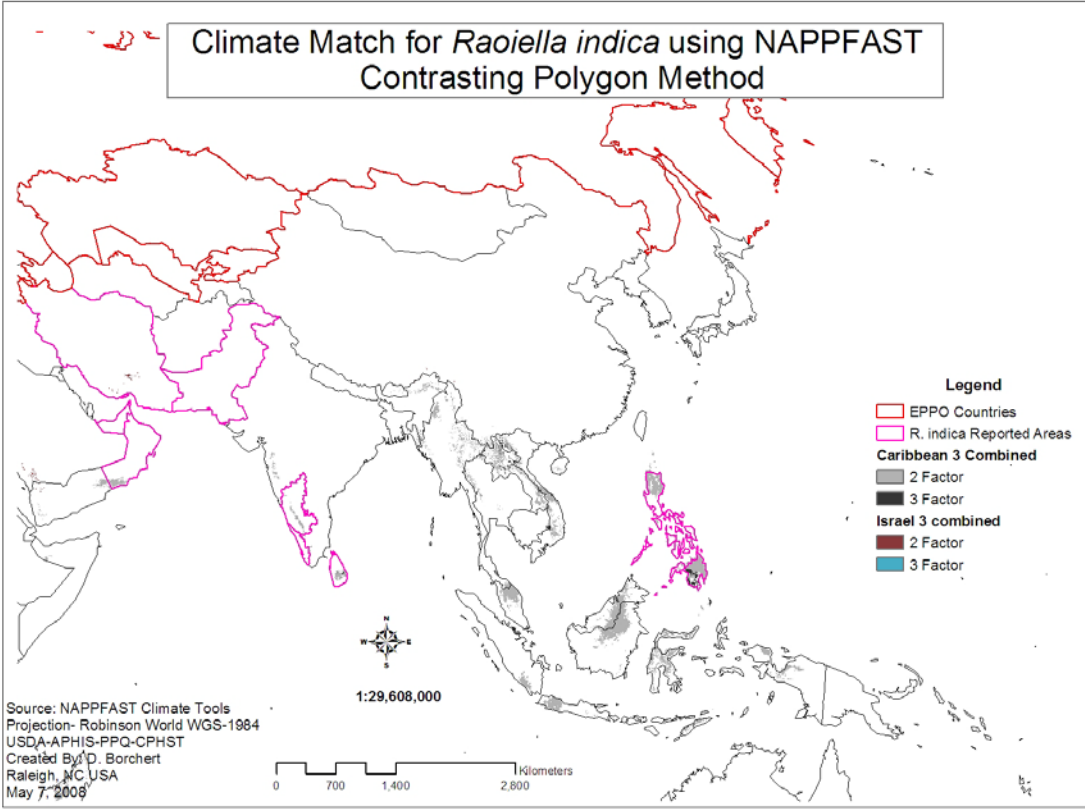 Climate Match for Raoiella indica using NAPPFAST
Contrasting Polygon Method
Legend
EPPO Countries
R. indica Reported Areas
Caribbean 3 Combined
2 Factor
3 Factor
Israel 3 combined
2 Factor
3 Factor
N
W E
S
1:29,608,000
Source: NAPPFAST Climate Tools
Projection- Robinson World WGS-1984
USDA-APHIS-PPQ-CPHST
Created By: D. Borchert
Raleigh, NC USA
May 7, 2008
Kilometers
0 700 1,400 2,800